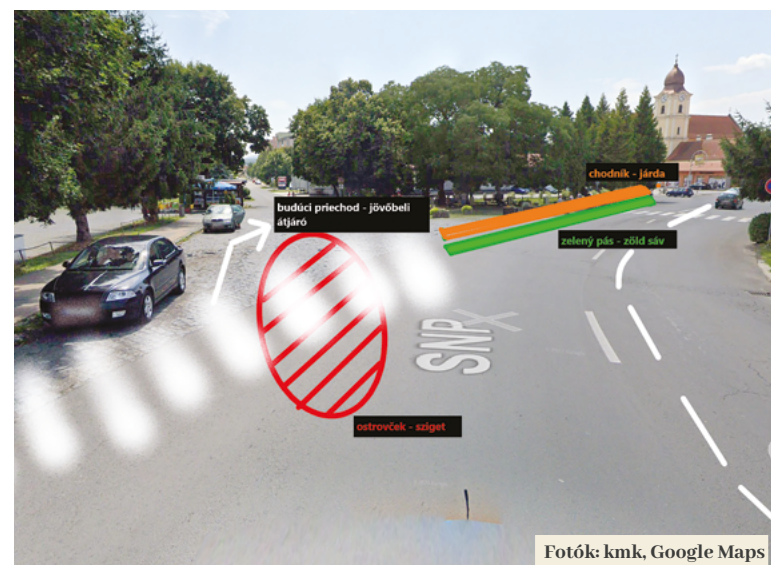 chodník - járda
budúci priechod - jövőbeli
átjáró
zelený pás - zöld sáv
SNP
ostrovček - sziget
Fotók: kmk, Google Maps